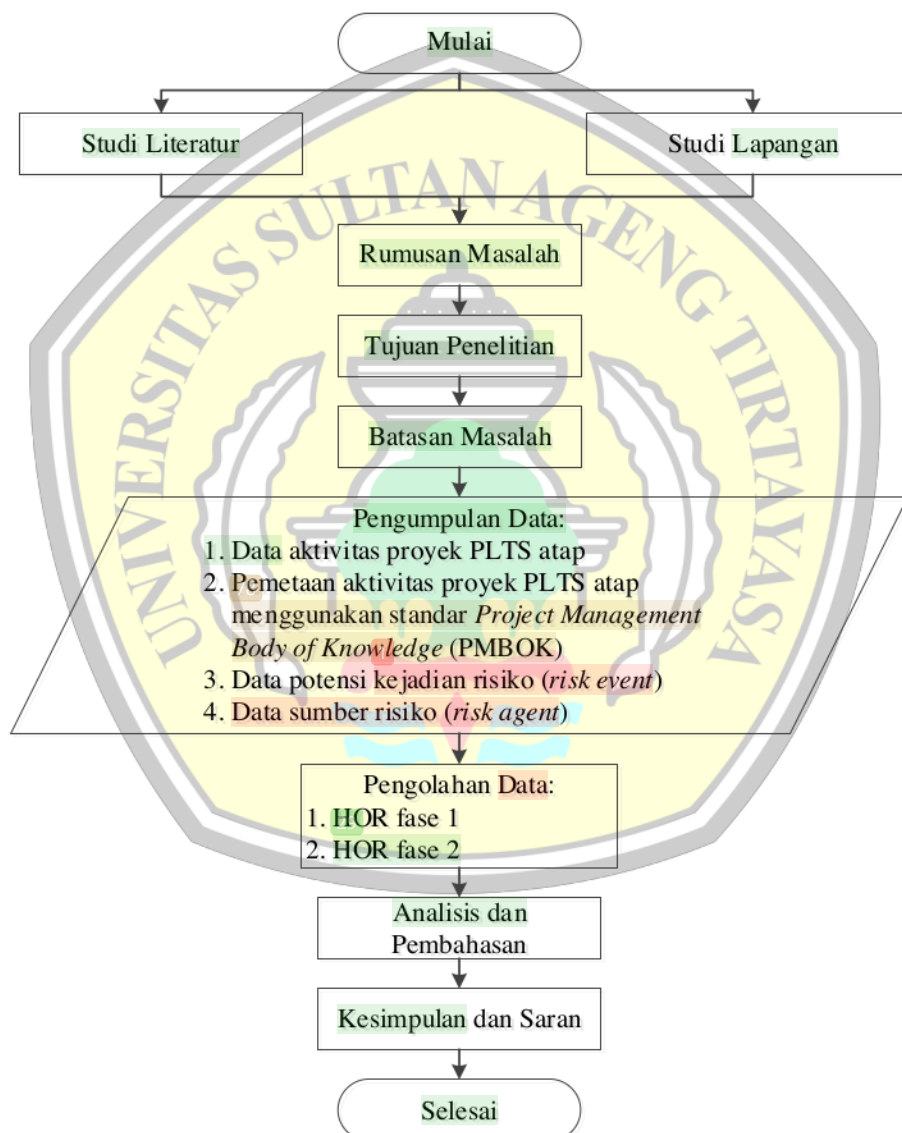 Mulai
Studi Literatur
Studi Lapangan
UNIVERSITAS SULTAN AGENG TIRTAYASA
Rumusan Masalah
Tujuan Penelitian
Batasan Masalah
Pengumpulan Data:
1. Data aktivitas proyek PLTS atap
2. Pemetaan aktivitas proyek PLTS atap
menggunakan standar Project Management
Body of Knowledge (PMBOK)
3. Data potensi kejadian risiko (risk event)
4. Data sumber risiko (risk agent)
Pengolahan Data:
1. HOR fase 1
2. HOR fase 2
Analisis dan
Pembahasan
Kesimpulan dan Saran
Selesai